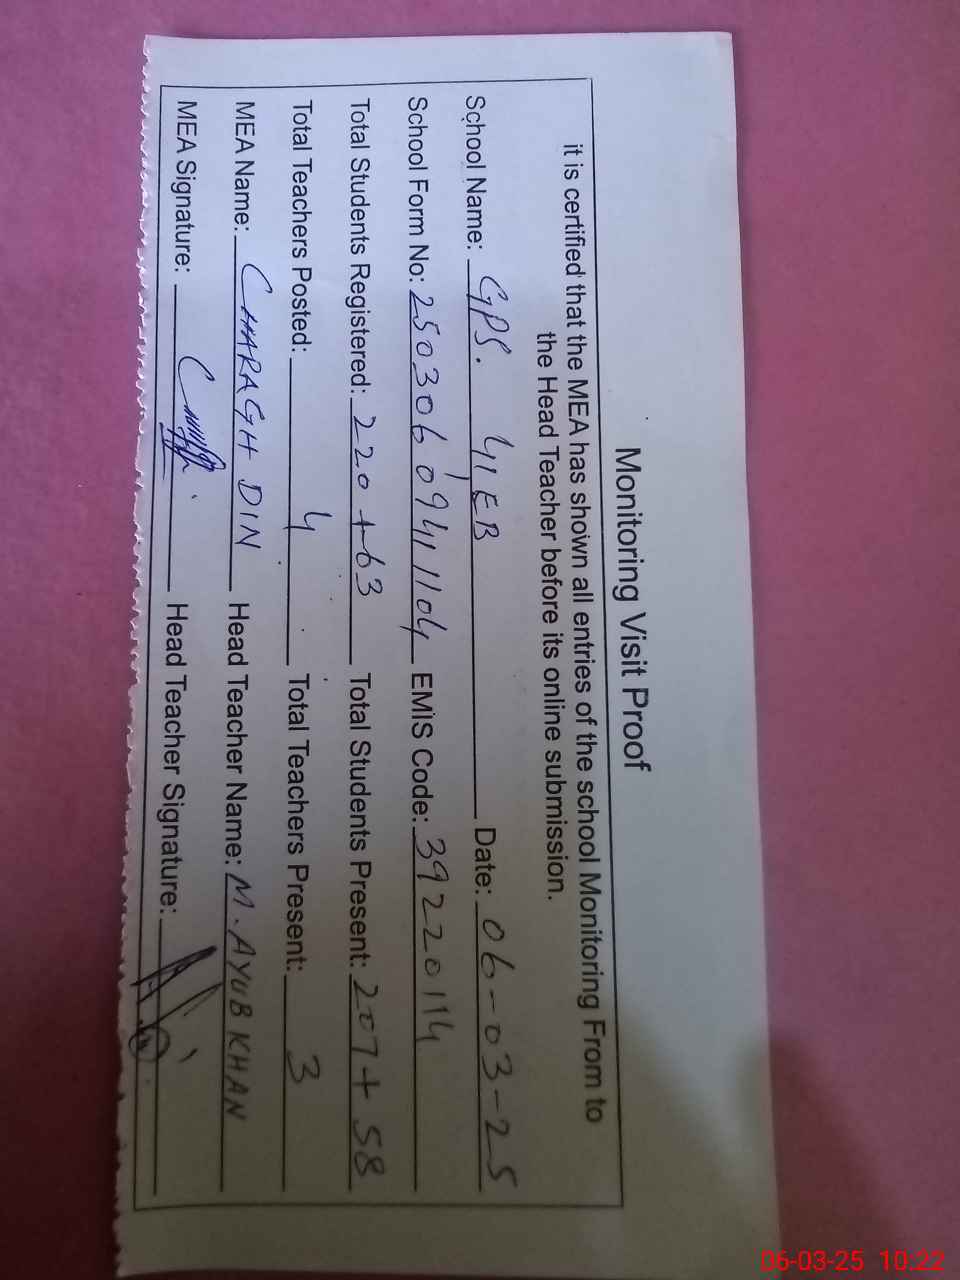 Monitoring Visit Proof
it is certified that the MEA has shown all entries of the school Monitoring From to
the Head Teacher before its online submission.
School Name: GPS. 41EB Date: 06-03-25
School Form No: 25030609411104 EMIS Code: 39220114
Total Students Registered: 220+63 Total Students Present: 207+58
Total Teachers Posted: 4 Total Teachers Present: 3
MEA Name: CHARAGH DIN Head Teacher Name: M. AYUB KHAN
MEA Signature: Head Teacher Signature:
06-03-25 10:22